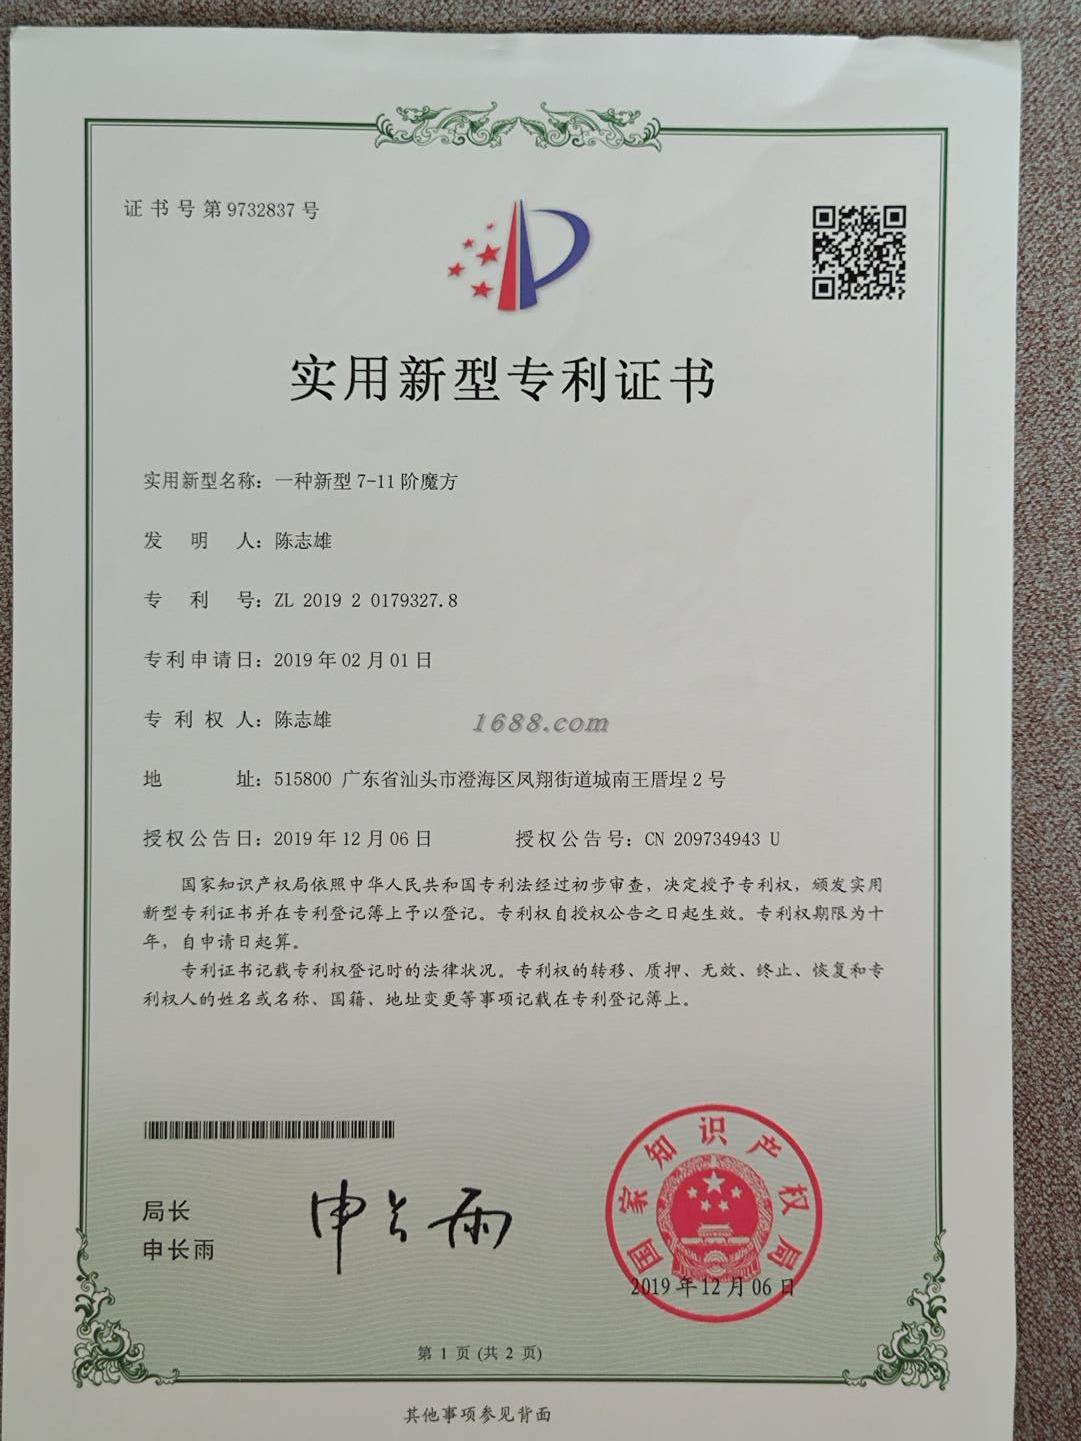 证书号第9732837号
实用新型专利证书
实用新型名称：一种新型7-11阶魔方
发明人：陈志雄
专利号：ZL 2019 2 0179327.8
专利申请日：2019年02月01日
专利权人：陈志雄
1688.com
地址：515800 广东省汕头市澄海区凤翔街道城南王厝埕2号
授权公告日：2019年12月06日 授权公告号：CN 209734943 U
国家知识产权局依照中华人民共和国专利法经过初步审查，决定授予专利权，颁发实用
新型专利证书并在专利登记簿上予以登记。专利权自授权公告之日起生效。专利权期限为十
年，自申请日起算。
专利证书记载专利权登记时的法律状况。专利权的转移、质押、无效、终止、恢复和专
利权人的姓名或名称、国籍、地址变更等事项记载在专利登记簿上。
局长
申长雨
申长雨
国家知识产权局
2019年12月06日
第1页(共2页)
其他事项参见背面